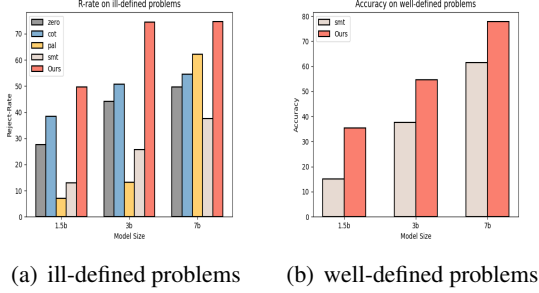 R-rate on ill-defined problems
Accuracy on well-defined problems
zero
cot
pal
smt
Ours
smt
Ours
Reject-Rate
70
60
50
40
30
20
10
0
1.5b
3b
7b
Model Size
Accuracy
80
70
60
50
40
30
20
10
0
1.5b
3b
7b
Model Size
(a) ill-defined problems
(b) well-defined problems